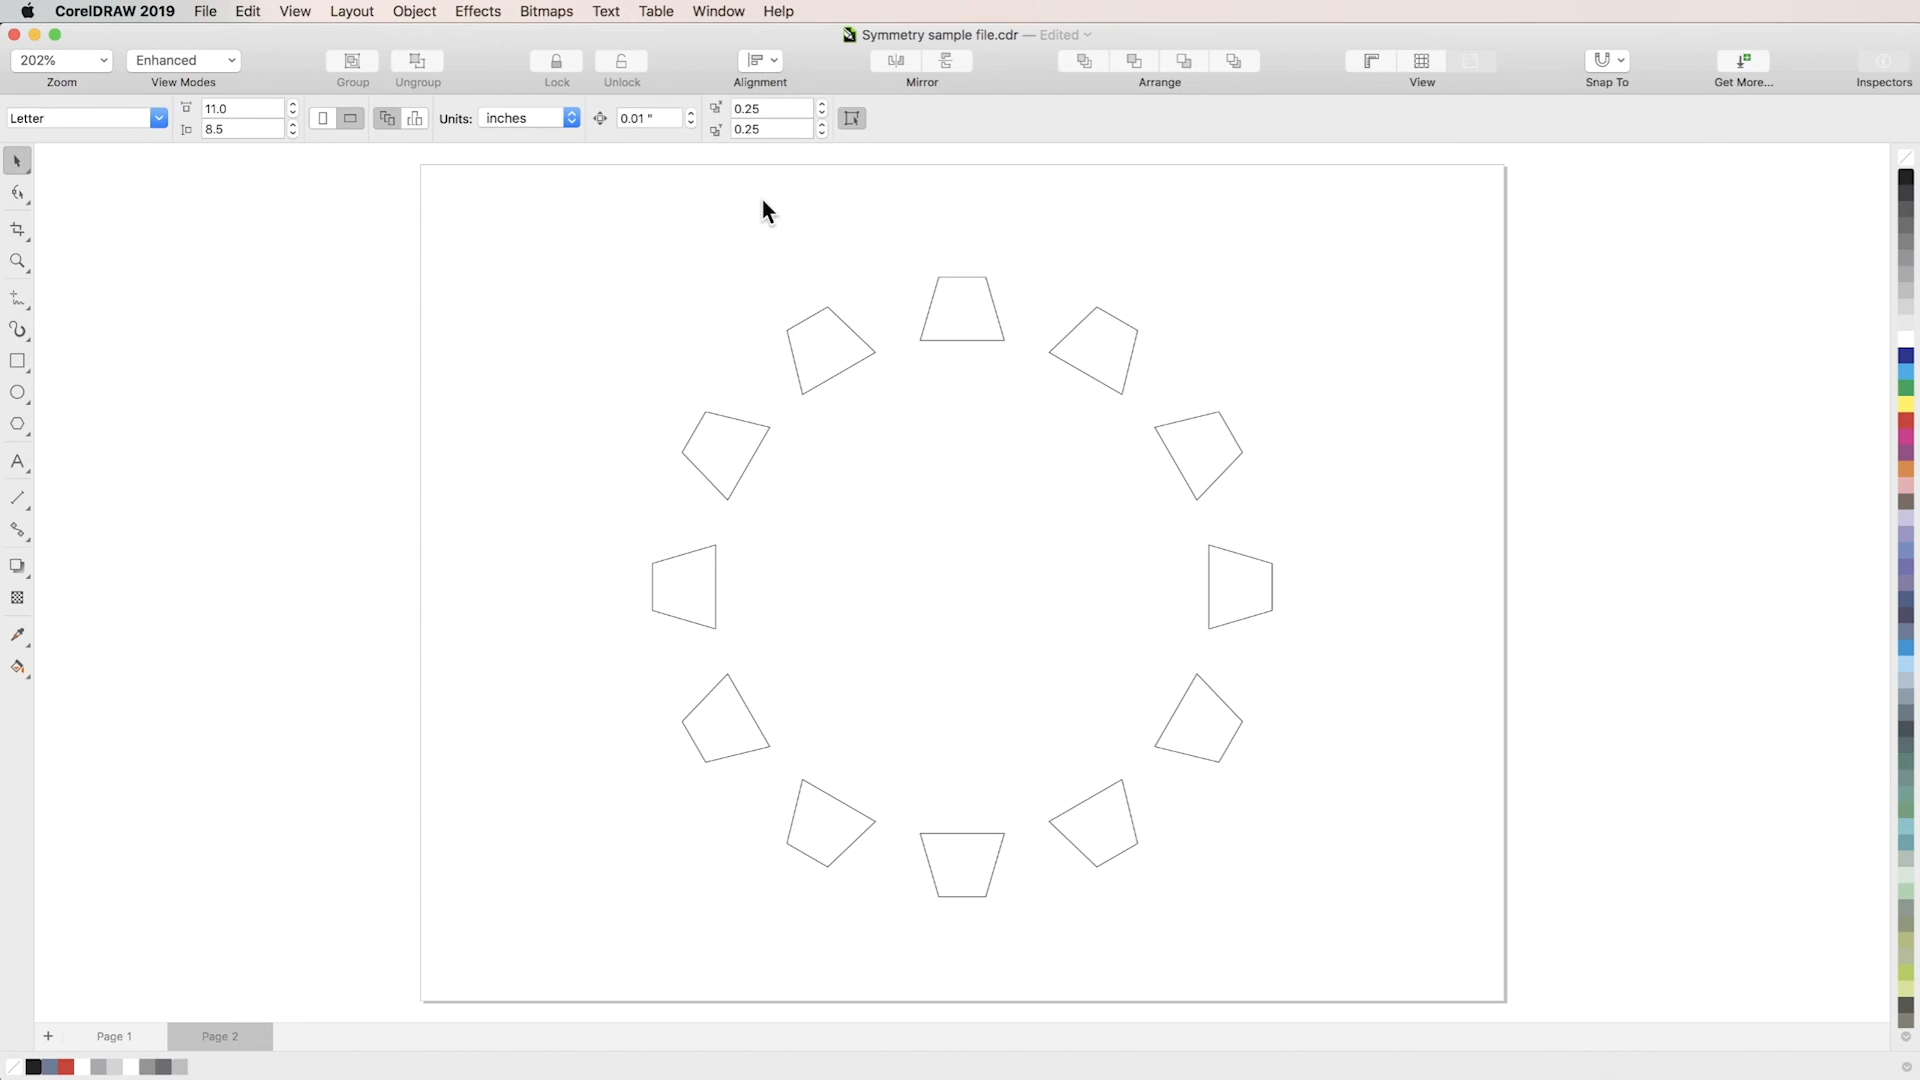 CorelDRAW 2019 File Edit View Layout Object Effects Bitmaps Text Table Window Help
Symmetry sample file.cdr — Edited
202% Enhanced
Zoom View Modes Group Ungroup Lock Unlock Alignment Mirror Arrange View Snap To Get More... Inspectors
Letter 11.0 8.5 Units: inches 0.01 " 0.25 0.25
Page 1 Page 2